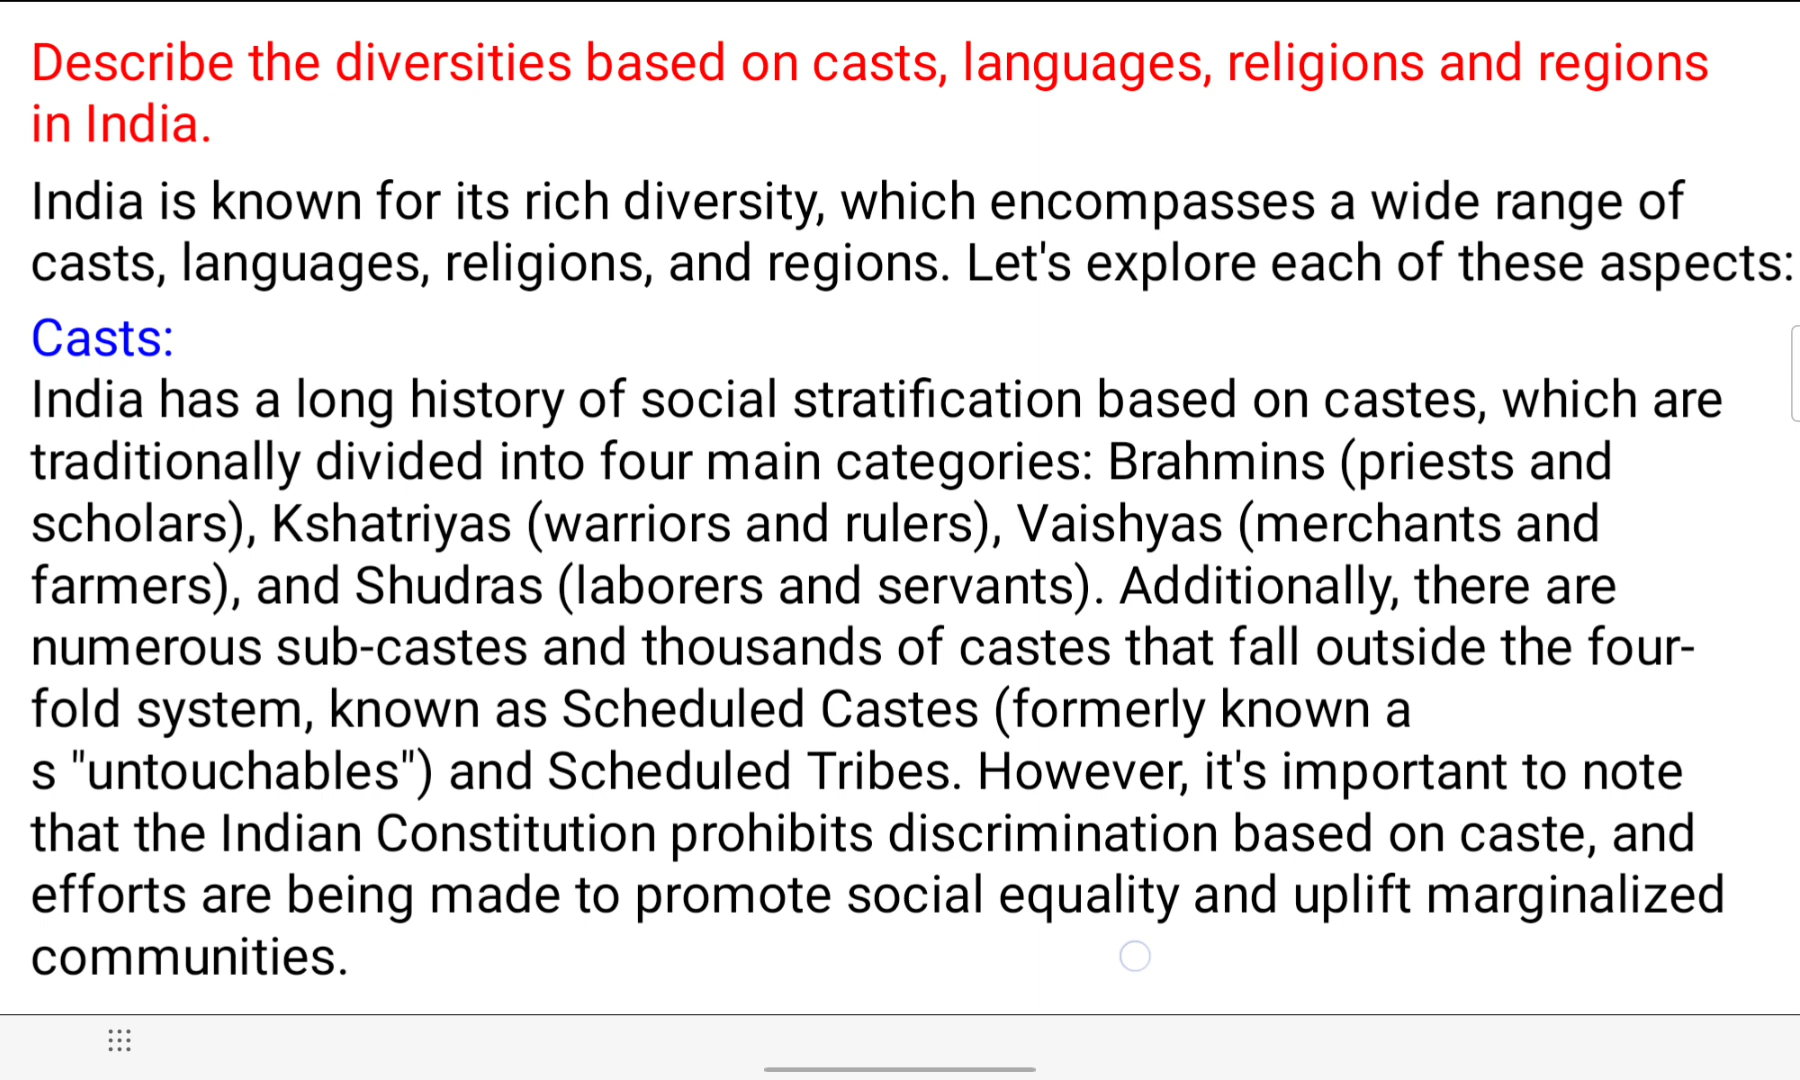 Describe the diversities based on casts, languages, religions and regions
in India.
India is known for its rich diversity, which encompasses a wide range of
casts, languages, religions, and regions. Let's explore each of these aspects:
Casts:
India has a long history of social stratification based on castes, which are
traditionally divided into four main categories: Brahmins (priests and
scholars), Kshatriyas (warriors and rulers), Vaishyas (merchants and
farmers), and Shudras (laborers and servants). Additionally, there are
numerous sub-castes and thousands of castes that fall outside the four-
fold system, known as Scheduled Castes (formerly known a
s "untouchables") and Scheduled Tribes. However, it's important to note
that the Indian Constitution prohibits discrimination based on caste, and
efforts are being made to promote social equality and uplift marginalized
communities.